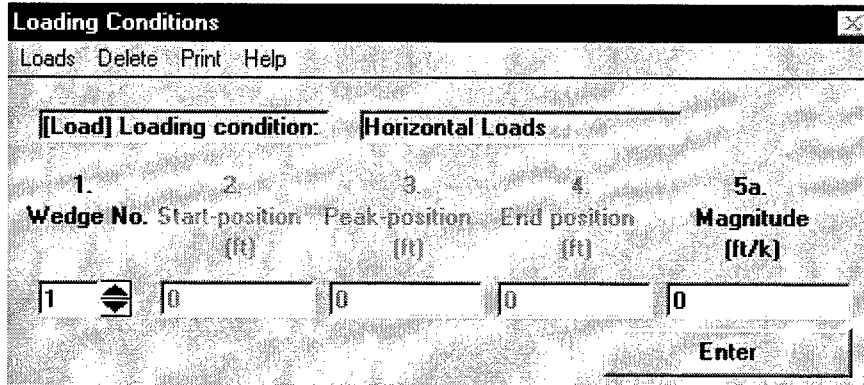 Loading Conditions
Loads Delete Print Help
[Load] Loading condition: Horizontal Loads
1. 2. 3. 4. 5a.
Wedge No. Start-position Peak-position End position Magnitude
(ft) (ft) (ft) (ft/k)
1 0 0 0 0
Enter